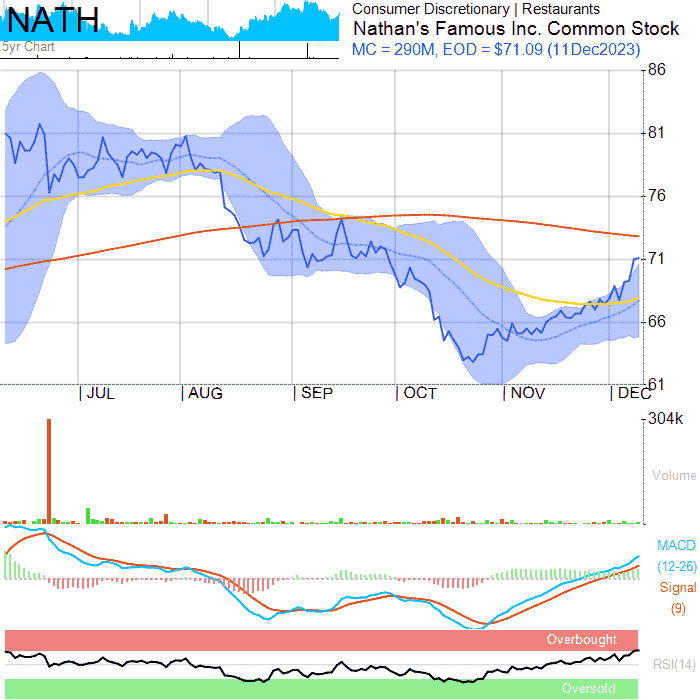 NATH
5yr Chart
Consumer Discretionary | Restaurants
Nathan's Famous Inc. Common Stock
MC = 290M, EOD = $71.09 (11Dec2023)
86
81
76
71
66
61
JUL AUG SEP OCT NOV DEC
304k
Volume
MACD
(12-26)
Signal
(9)
Overbought
RSI(14)
Oversold